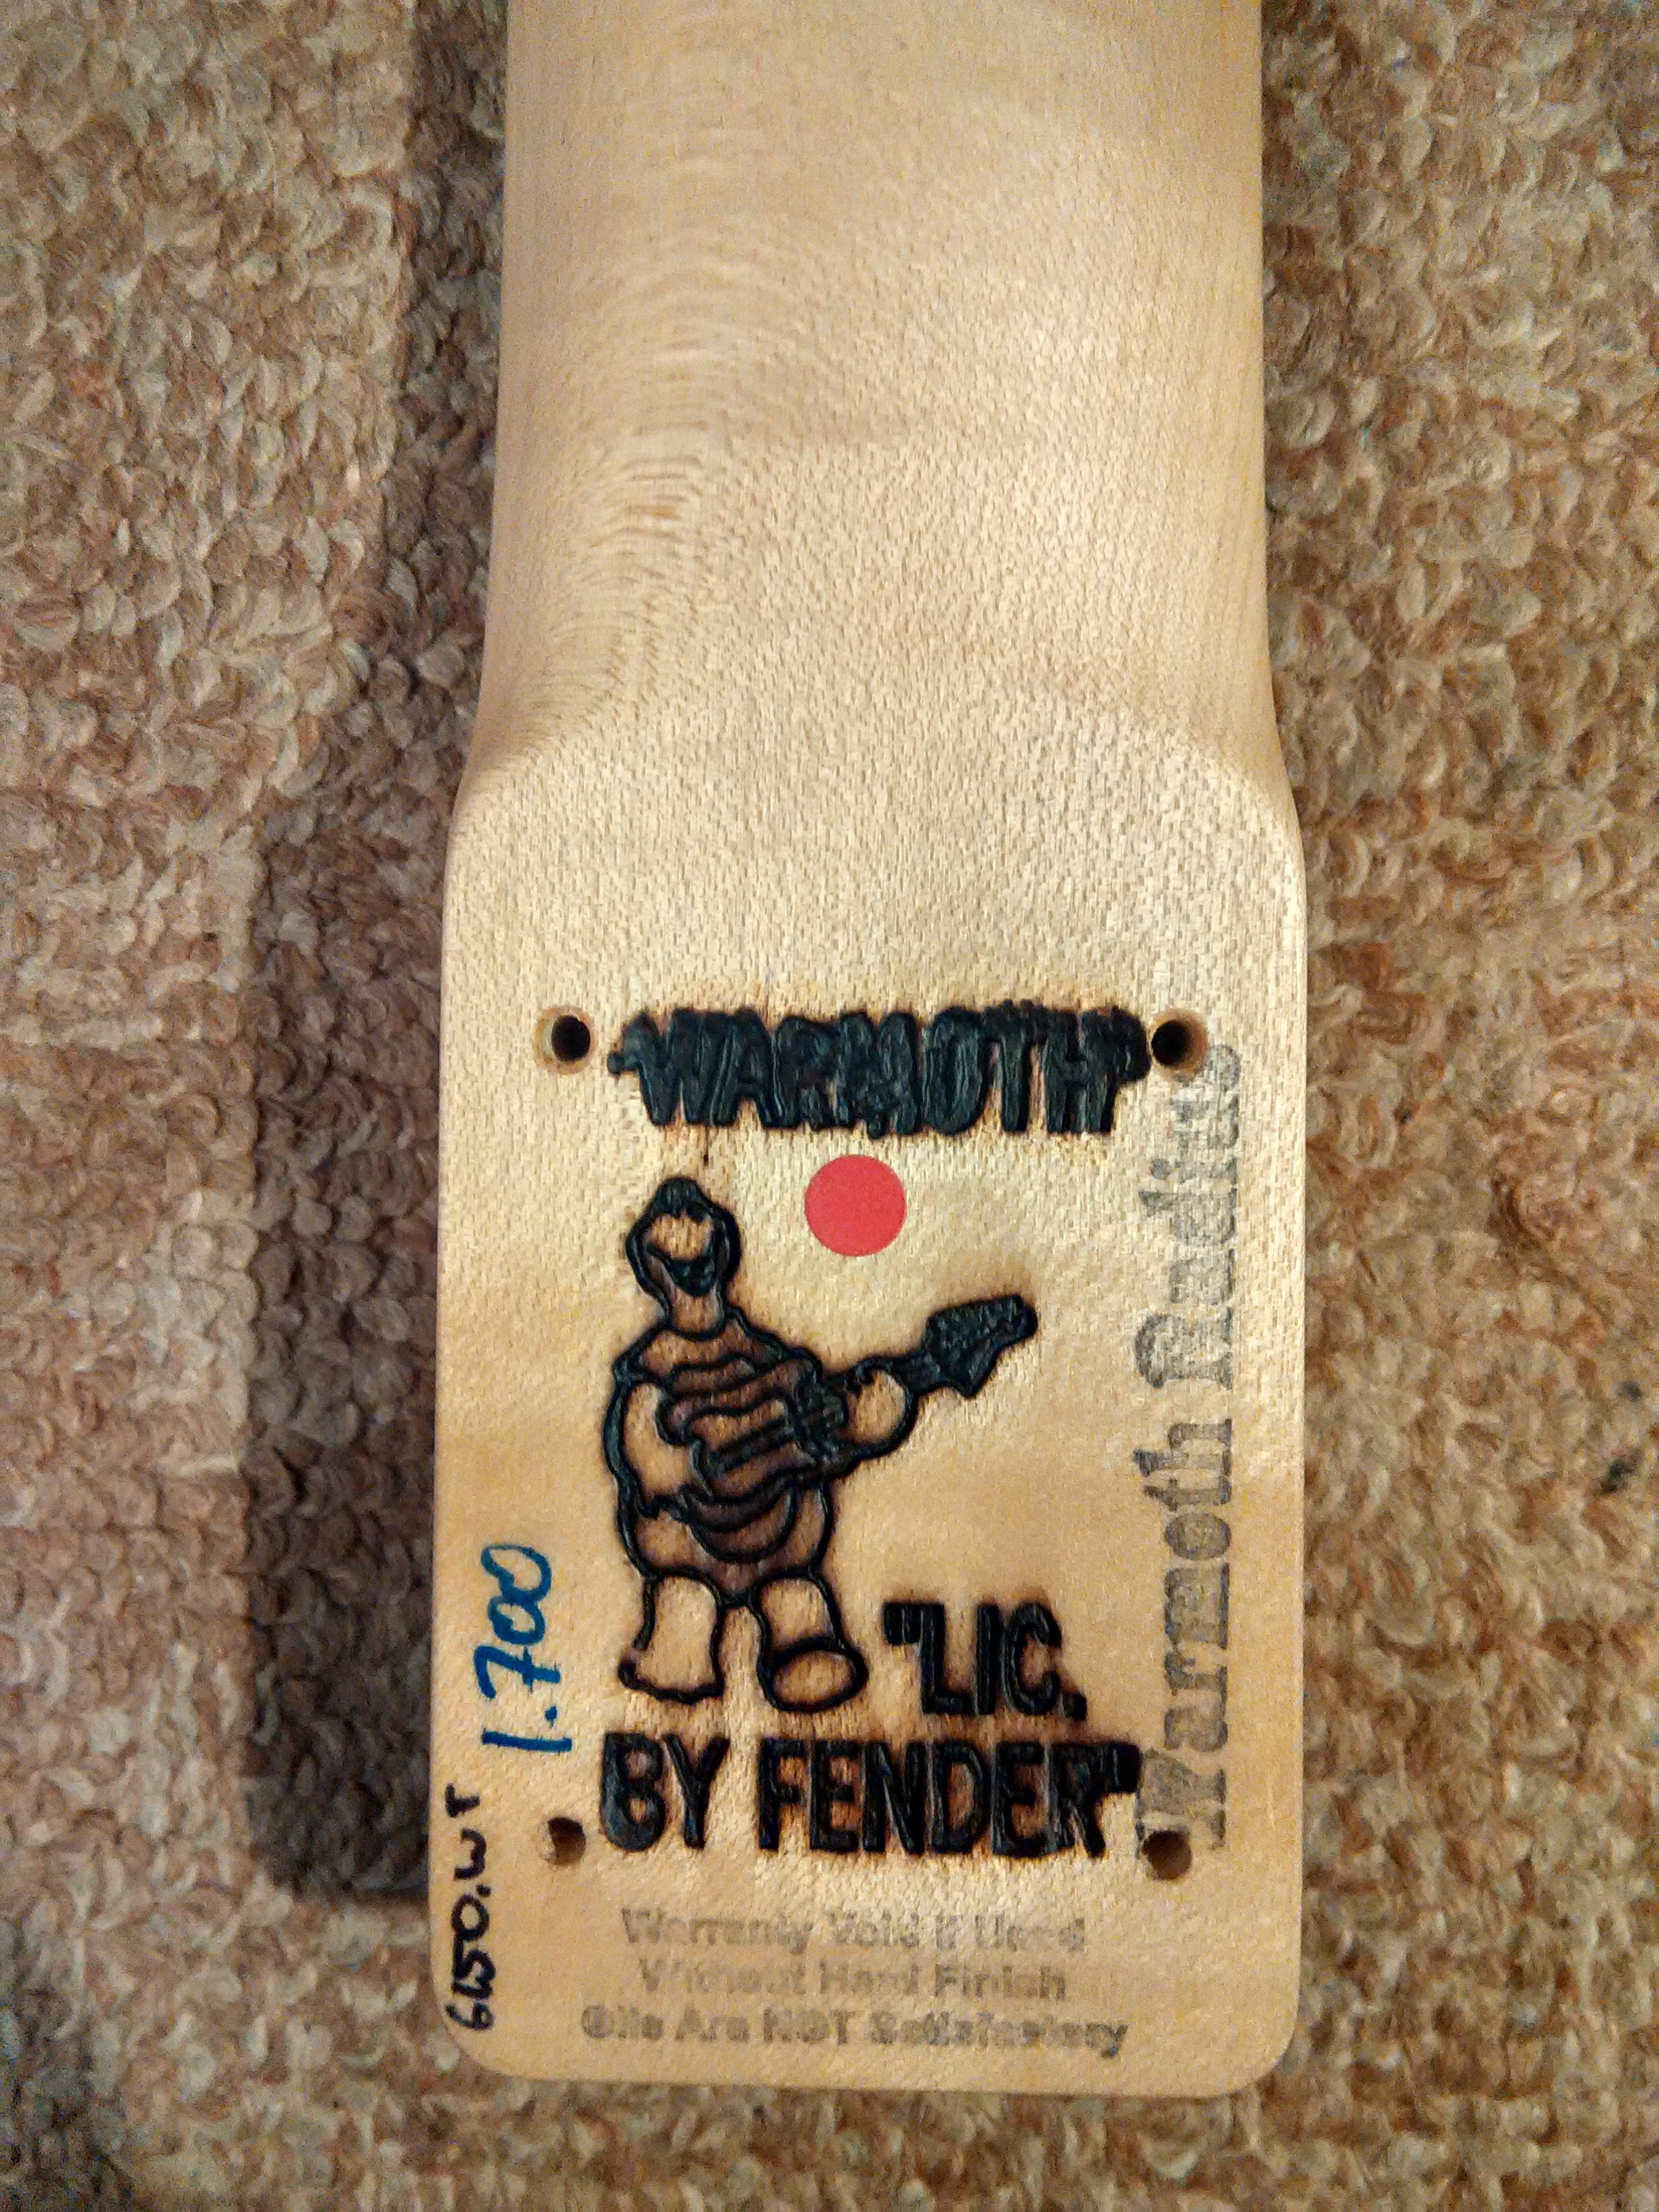 "WARMOTH"
"LIC.
BY FENDER"
Warmoth Radius
1.700
6150.WT
Warranty Void if Used
Without Hard Finish
Oils Are NOT Satisfactory